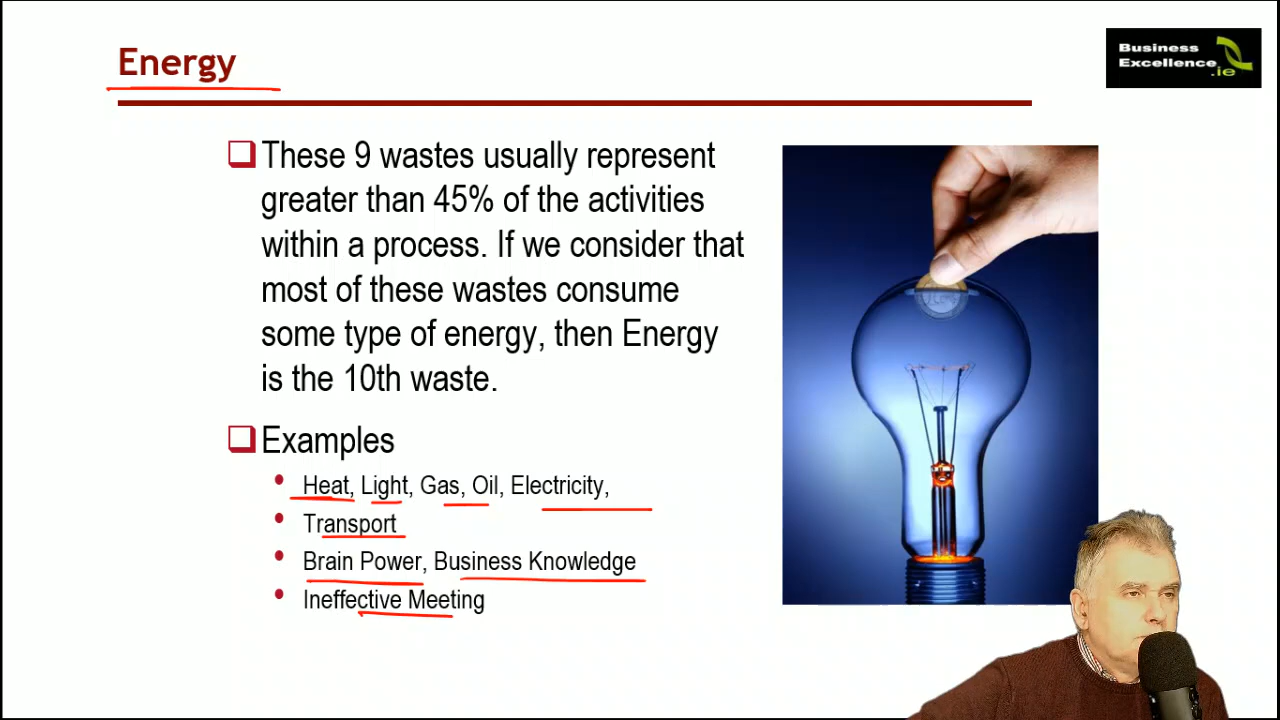 Energy
Business
Excellence
.ie
These 9 wastes usually represent
greater than 45% of the activities
within a process. If we consider that
most of these wastes consume
some type of energy, then Energy
is the 10th waste.
Examples
Heat, Light, Gas, Oil, Electricity,
Transport
Brain Power, Business Knowledge
Ineffective Meeting